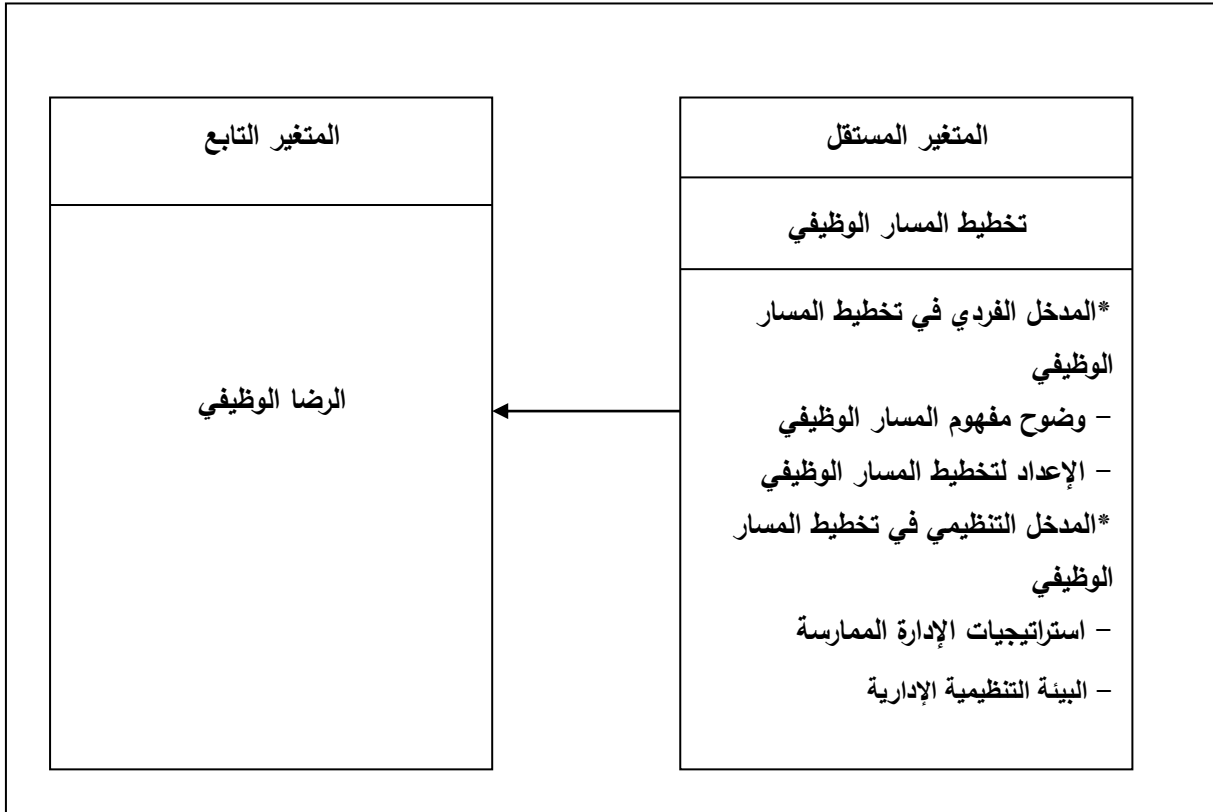 المتغير المستقل
تخطيط المسار الوظيفي
*المدخل الفردي في تخطيط المسار
الوظيفي
– وضوح مفهوم المسار الوظيفي
– الإعداد لتخطيط المسار الوظيفي
*المدخل التنظيمي في تخطيط المسار
الوظيفي
– استراتيجيات الإدارة الممارسة
– البيئة التنظيمية الإدارية
المتغير التابع
الرضا الوظيفي